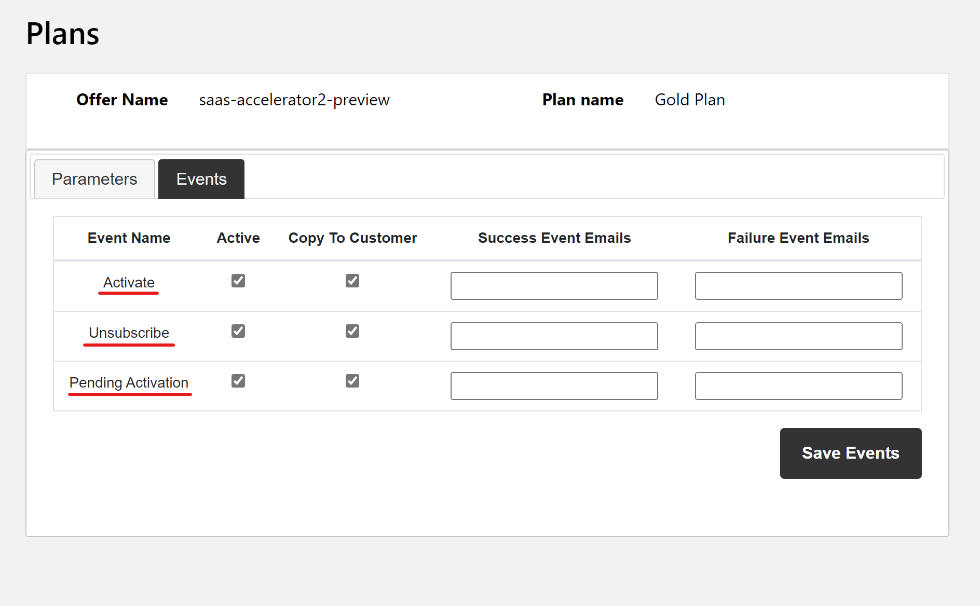 Plans
Offer Name saas-accelerator2-preview Plan name Gold Plan
Parameters Events
Event Name Active Copy To Customer Success Event Emails Failure Event Emails
Activate
Unsubscribe
Pending Activation
Save Events